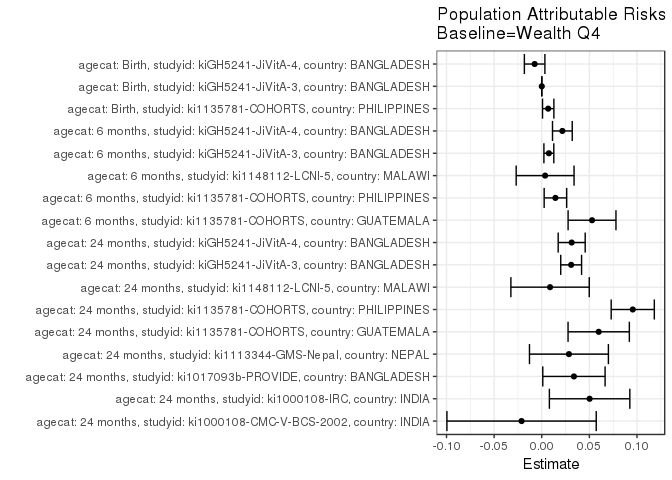 Population Attributable Risks
Baseline=Wealth Q4
agecat: Birth, studyid: kiGH5241-JiVitA-4, country: BANGLADESH
agecat: Birth, studyid: kiGH5241-JiVitA-3, country: BANGLADESH
agecat: Birth, studyid: ki1135781-COHORTS, country: PHILIPPINES
agecat: 6 months, studyid: kiGH5241-JiVitA-4, country: BANGLADESH
agecat: 6 months, studyid: kiGH5241-JiVitA-3, country: BANGLADESH
agecat: 6 months, studyid: ki1148112-LCNI-5, country: MALAWI
agecat: 6 months, studyid: ki1135781-COHORTS, country: PHILIPPINES
agecat: 6 months, studyid: ki1135781-COHORTS, country: GUATEMALA
agecat: 24 months, studyid: kiGH5241-JiVitA-4, country: BANGLADESH
agecat: 24 months, studyid: kiGH5241-JiVitA-3, country: BANGLADESH
agecat: 24 months, studyid: ki1148112-LCNI-5, country: MALAWI
agecat: 24 months, studyid: ki1135781-COHORTS, country: PHILIPPINES
agecat: 24 months, studyid: ki1135781-COHORTS, country: GUATEMALA
agecat: 24 months, studyid: ki1113344-GMS-Nepal, country: NEPAL
agecat: 24 months, studyid: ki1017093b-PROVIDE, country: BANGLADESH
agecat: 24 months, studyid: ki1000108-IRC, country: INDIA
agecat: 24 months, studyid: ki1000108-CMC-V-BCS-2002, country: INDIA
-0.10 -0.05 0.00 0.05 0.10
Estimate